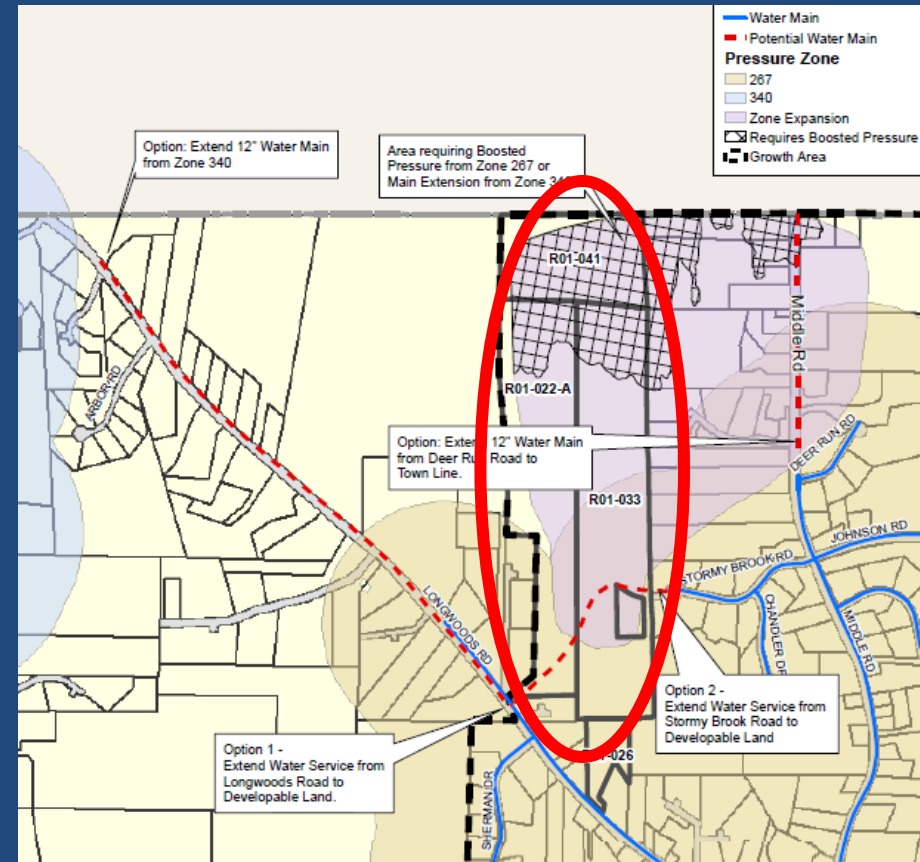 Water Main
Potential Water Main
Pressure Zone
267
340
Zone Expansion
Requires Boosted Pressure
Growth Area
Option: Extend 12" Water Main
from Zone 340
Area requiring Boosted
Pressure from Zone 267 or
Main Extension from Zone
R01-041
Middle Rd
ARBOR RD
R01-022-A
Option: Extend 12" Water Main
from Deer Run Road to
Town Line.
DEER RUN RD
R01-033
JOHNSON RD
STORMY BROOK RD
LONGWOODS RD
CHANDLER DR
MIDDLE RD
Option 2 -
Extend Water Service from
Stormy Brook Road to
Developable Land
Option 1 -
Extend Water Service from
Longwoods Road to
Developable Land.
SHERMAN DR